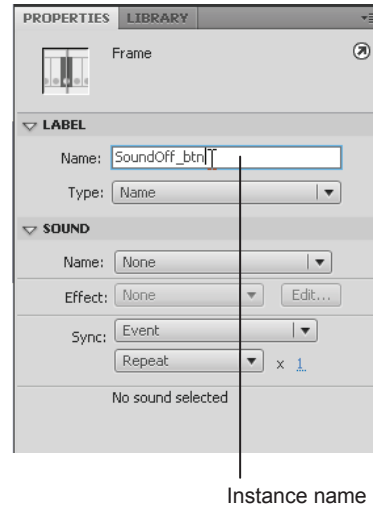 PROPERTIES LIBRARY
Frame
LABEL
Name: SoundOff_btn
Type: Name
SOUND
Name: None
Effect: None Edit...
Sync: Event
Repeat x 1
No sound selected
Instance name